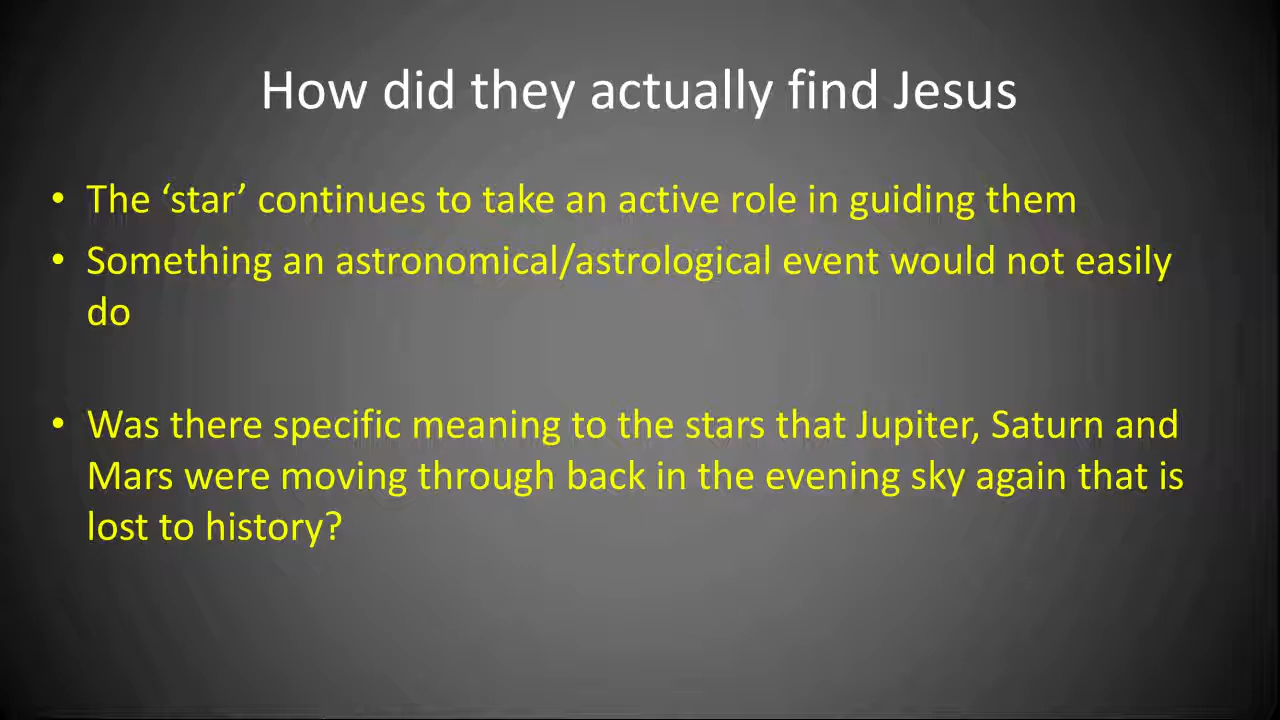 How did they actually find Jesus
• The ‘star’ continues to take an active role in guiding them
• Something an astronomical/astrological event would not easily
do
• Was there specific meaning to the stars that Jupiter, Saturn and
Mars were moving through back in the evening sky again that is
lost to history?